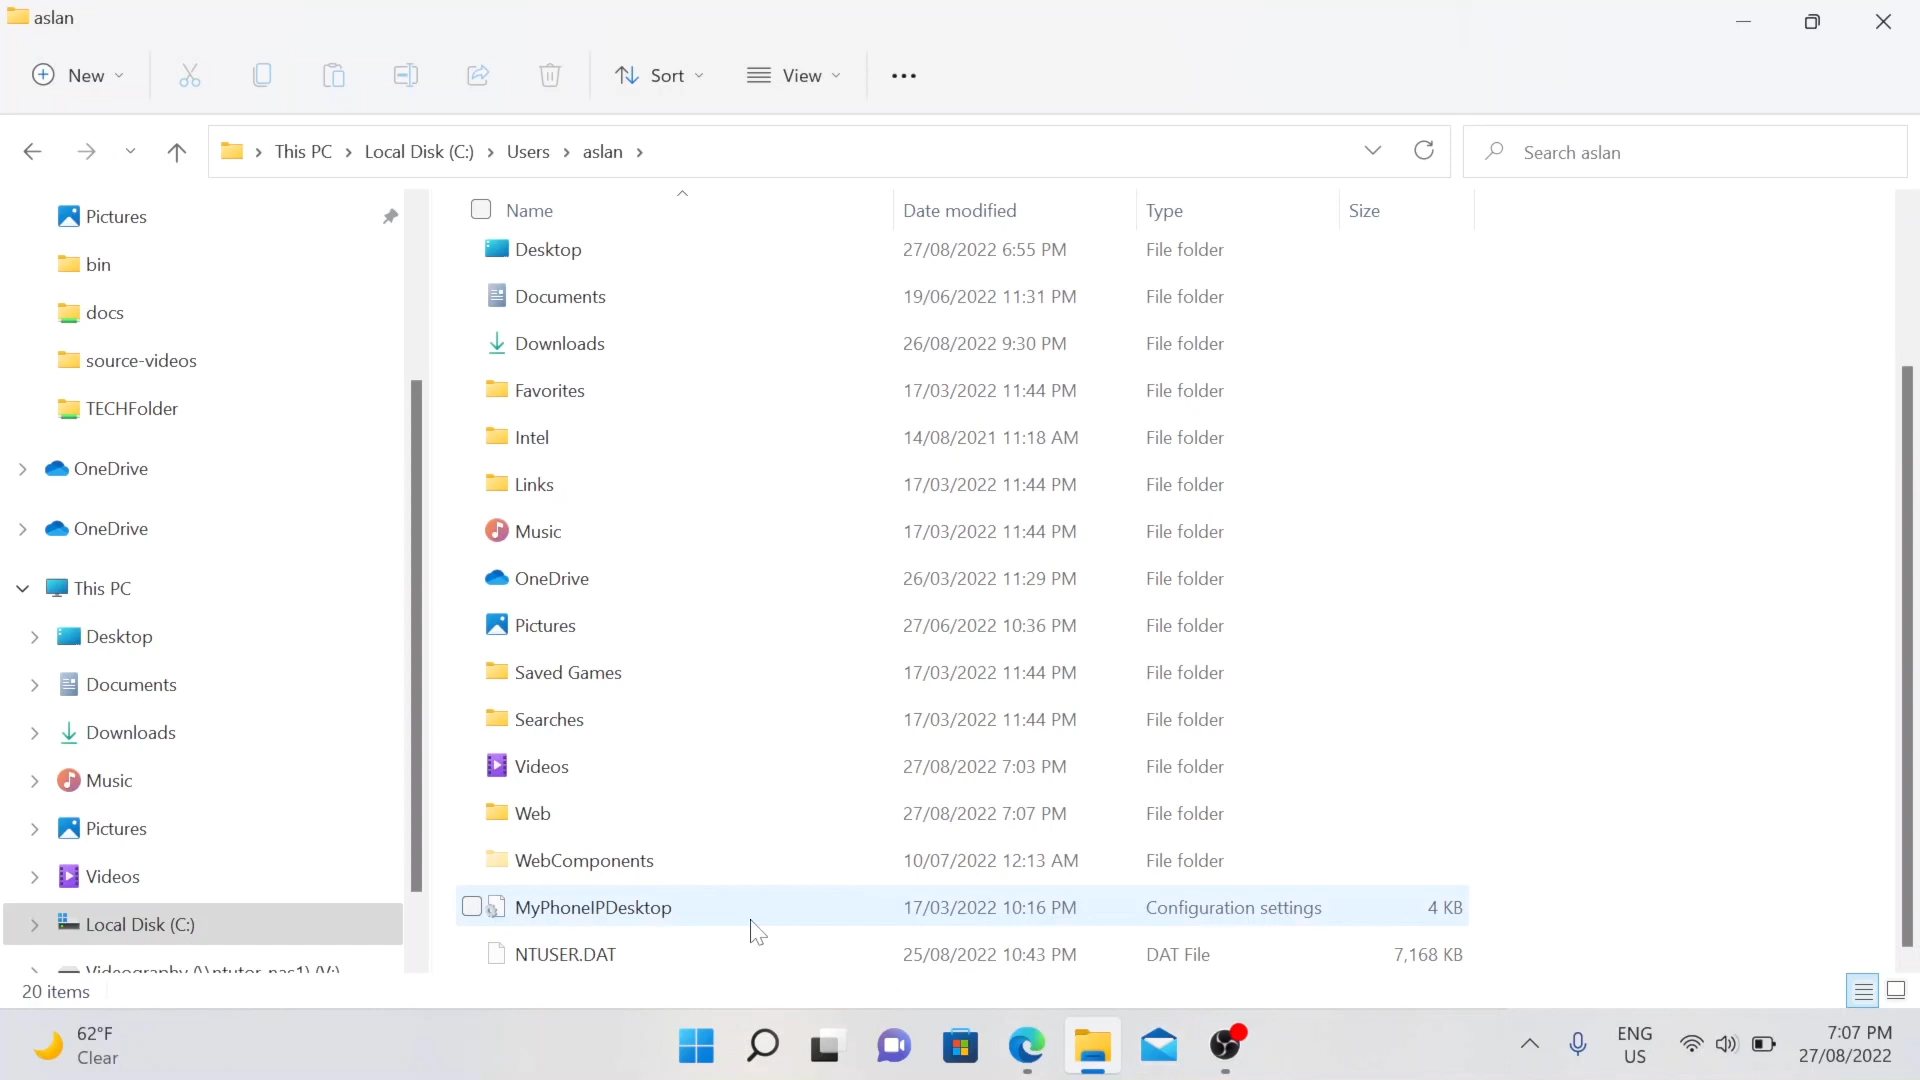 aslan
New
Sort
View
This PC
Local Disk (C:)
Users
aslan
Search aslan
Pictures
bin
docs
source-videos
TECHFolder
OneDrive
OneDrive
This PC
Desktop
Documents
Downloads
Music
Pictures
Videos
Local Disk (C:)
Name Date modified Type Size
Desktop 27/08/2022 6:55 PM File folder
Documents 19/06/2022 11:31 PM File folder
Downloads 26/08/2022 9:30 PM File folder
Favorites 17/03/2022 11:44 PM File folder
Intel 14/08/2021 11:18 AM File folder
Links 17/03/2022 11:44 PM File folder
Music 17/03/2022 11:44 PM File folder
OneDrive 26/03/2022 11:29 PM File folder
Pictures 27/06/2022 10:36 PM File folder
Saved Games 17/03/2022 11:44 PM File folder
Searches 17/03/2022 11:44 PM File folder
Videos 27/08/2022 7:03 PM File folder
Web 27/08/2022 7:07 PM File folder
WebComponents 10/07/2022 12:13 AM File folder
MyPhoneIPDesktop 17/03/2022 10:16 PM Configuration settings 4 KB
NTUSER.DAT 25/08/2022 10:43 PM DAT File 7,168 KB
20 items
62°F
Clear
ENG
US
7:07 PM
27/08/2022